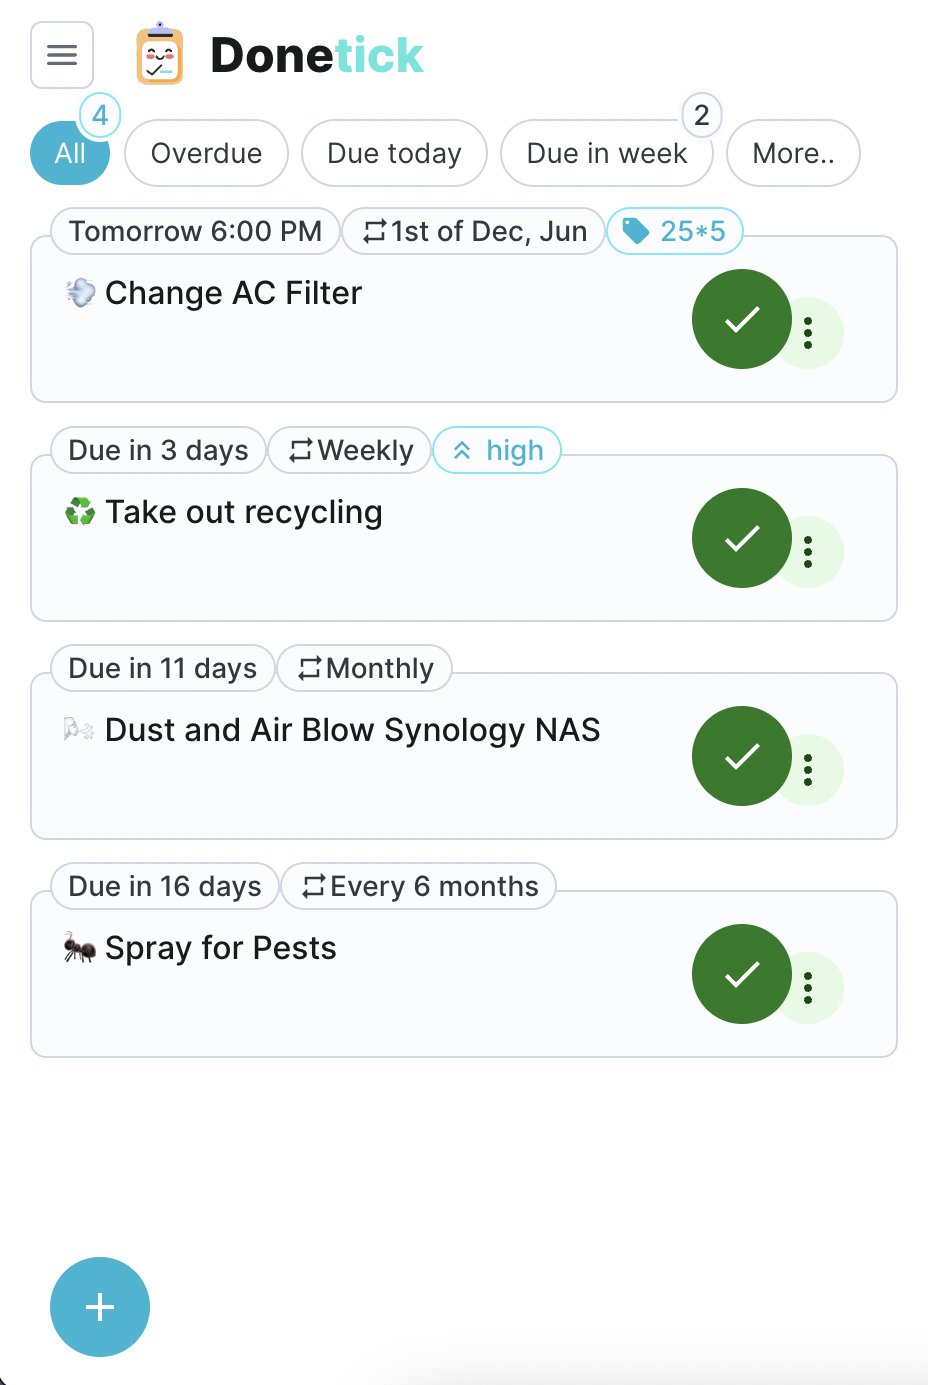 Donetick
4
2
All
Overdue
Due today
Due in week
More..
Tomorrow 6:00 PM
1st of Dec, Jun
25*5
Change AC Filter
Due in 3 days
Weekly
high
Take out recycling
Due in 11 days
Monthly
Dust and Air Blow Synology NAS
Due in 16 days
Every 6 months
Spray for Pests
+